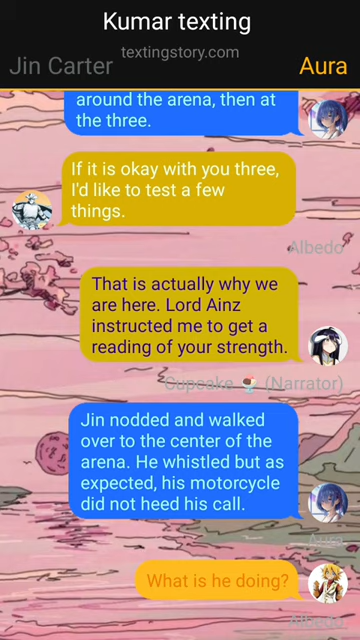 Kumar texting
textingstory.com
Jin Carter
Aura
around the arena, then at
the three.
If it is okay with you three,
I'd like to test a few
things.
Albedo
That is actually why we
are here. Lord Ainz
instructed me to get a
reading of your strength.
Cupcake 🍨 (Narrator)
Jin nodded and walked
over to the center of the
arena. He whistled but as
expected, his motorcycle
did not heed his call.
Aura
What is he doing?
Albedo